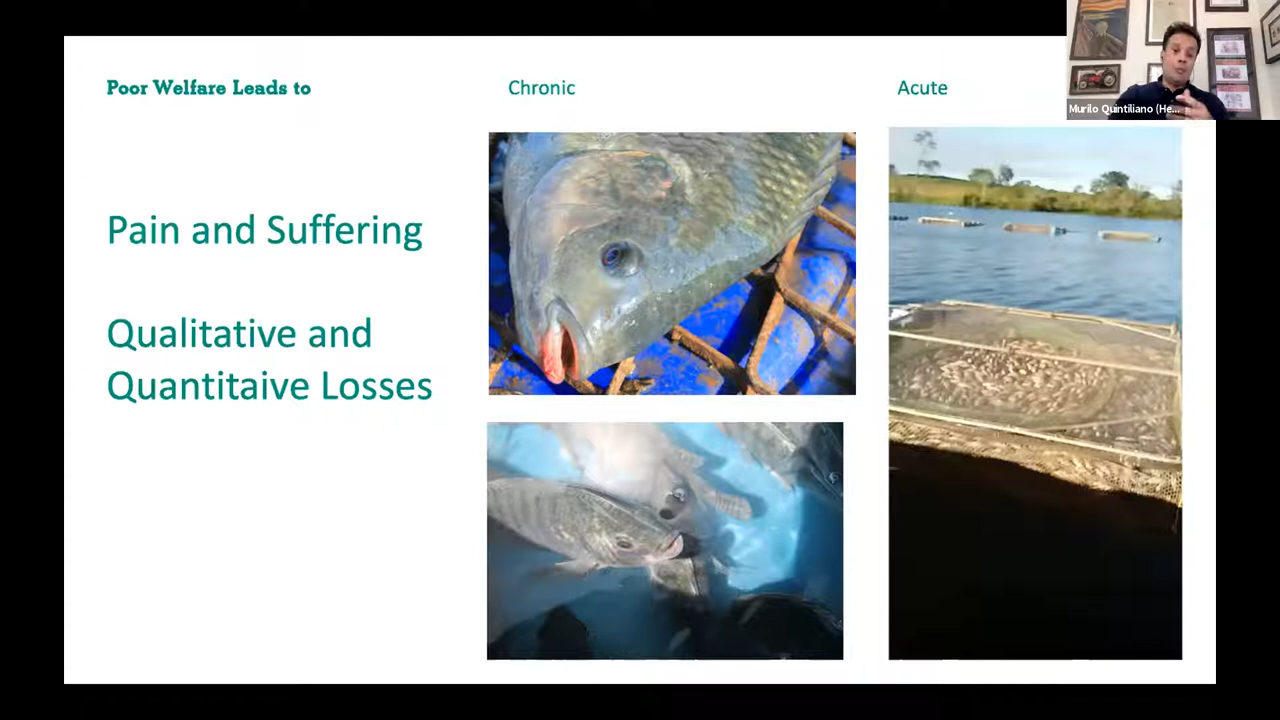 Poor Welfare Leads to
Chronic
Acute
Murilo Quintiliano (He...
Pain and Suffering
Qualitative and
Quantitaive Losses